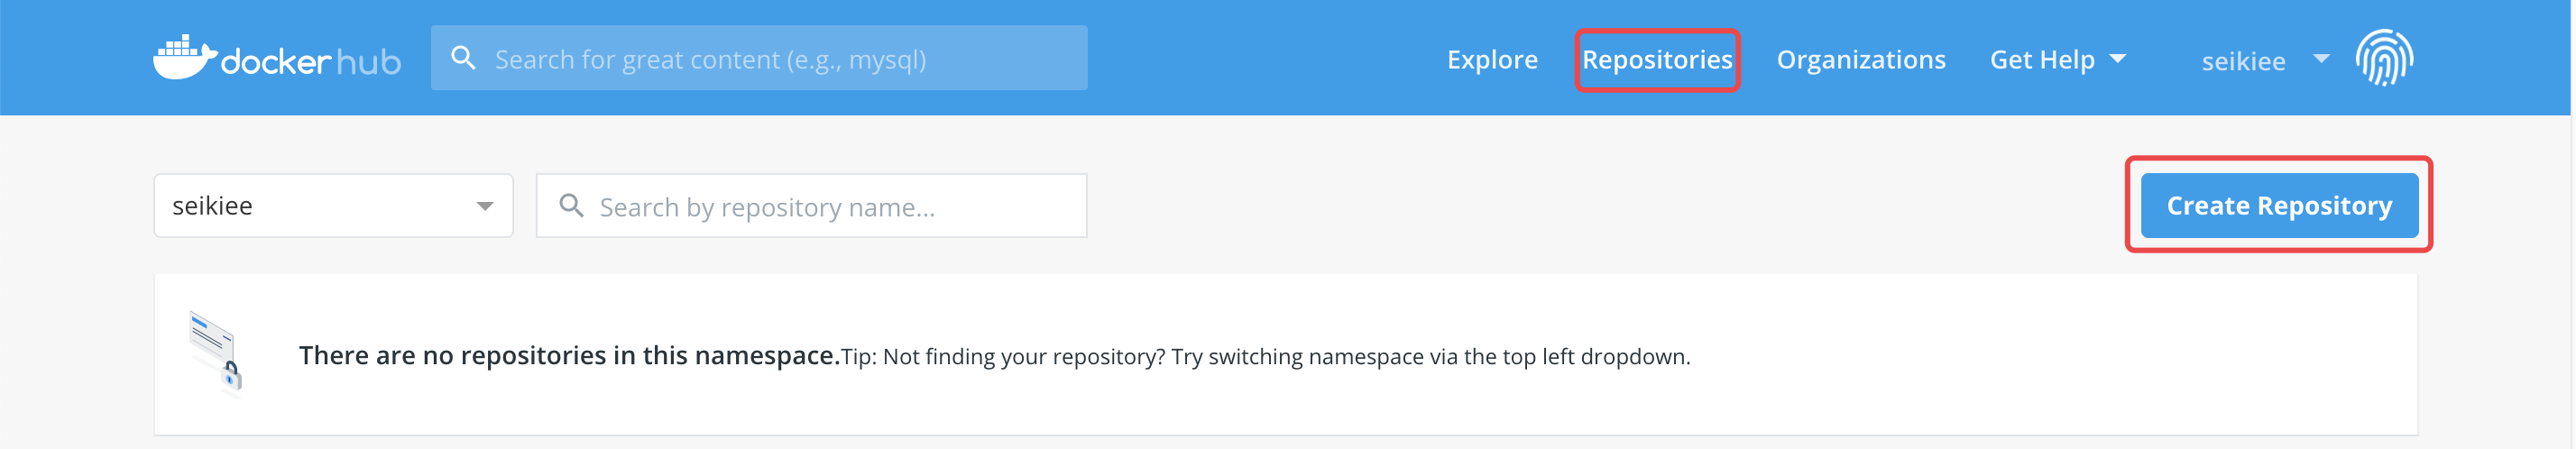 docker hub
Search for great content (e.g., mysql)
Explore
Repositories
Organizations
Get Help
seikiee
seikiee
Search by repository name...
Create Repository
There are no repositories in this namespace.Tip: Not finding your repository? Try switching namespace via the top left dropdown.